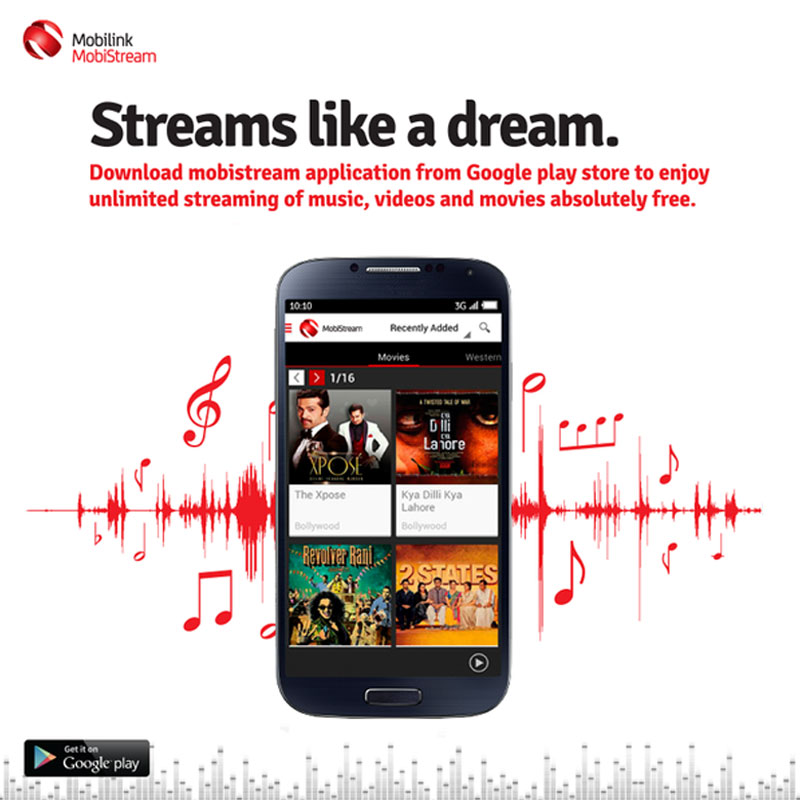 Mobilink
MobiStream
Streams like a dream.
Download mobistream application from Google play store to enjoy
unlimited streaming of music, videos and movies absolutely free.
10:10
3G
MobiStream
Recently Added
Movies
Western
1/16
XPOSÉ
A TWISTED TALE OF WAR
Kya
Dilli
Kya
Lahore
The Xpose
Bollywood
Kya Dilli Kya
Lahore
Bollywood
Revolver Rani
2 STATES
Get it on
Google play